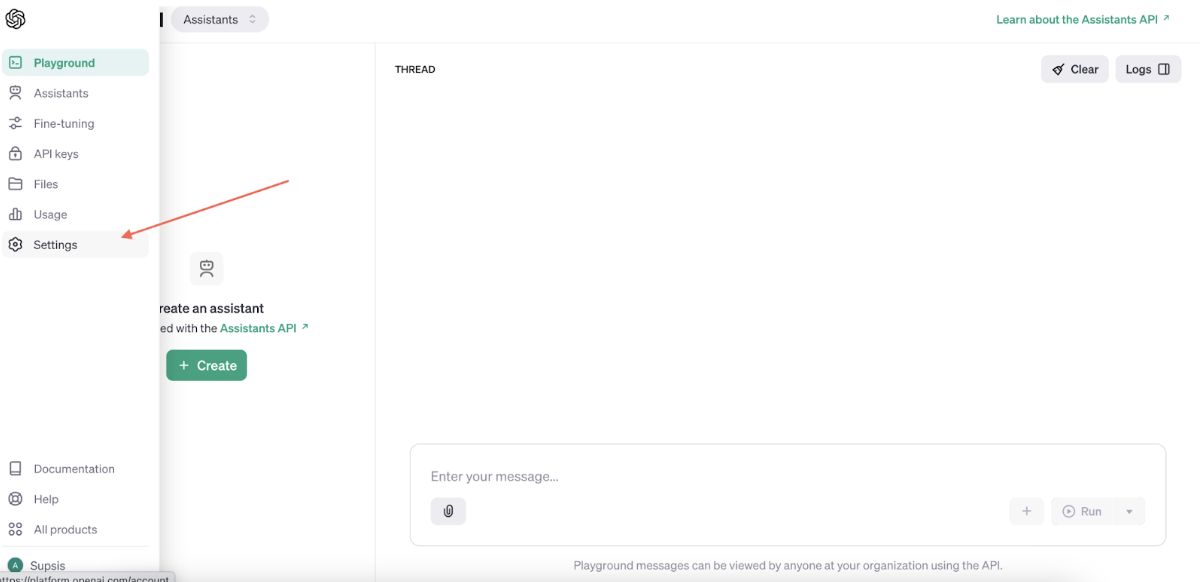 Assistants
Learn about the Assistants API ↗
Playground
Assistants
Fine-tuning
API keys
Files
Usage
Settings
THREAD
Clear
Logs
reate an assistant
ed with the Assistants API ↗
+ Create
Enter your message...
+ Run
Playground messages can be viewed by anyone at your organization using the API.
Documentation
Help
All products
A Supsis
https://platform.openai.com/account